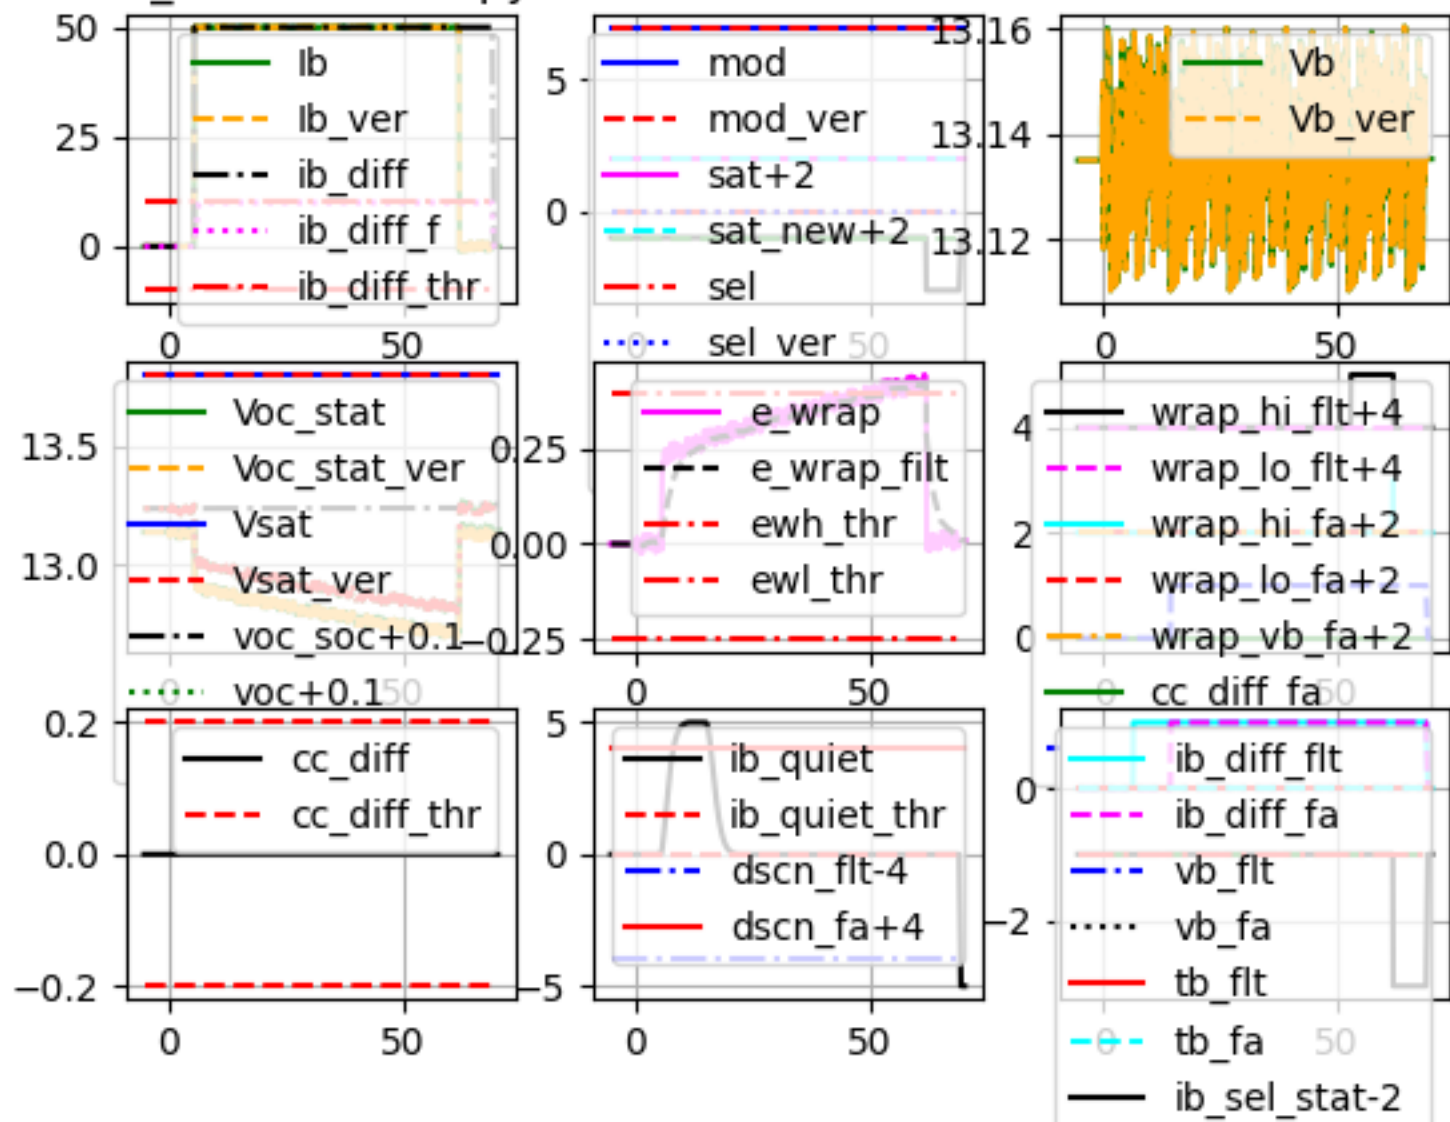 50
25
0
Ib
Ib_ver
ib_diff
ib_diff_f
ib_diff_thr
0 50
5
0
mod
mod_ver
sat+2
sat_new+2
sel
sel_ver
0 50
13.16
13.14
13.12
Vb
Vb_ver
0 50
13.5
13.0
Voc_stat
Voc_stat_ver
Vsat
Vsat_ver
voc_soc+0.1
voc+0.1
0 50
0.25
0.00
−0.25
e_wrap
e_wrap_filt
ewh_thr
ewl_thr
0 50
4
2
0
wrap_hi_flt+4
wrap_lo_flt+4
wrap_hi_fa+2
wrap_lo_fa+2
wrap_vb_fa+2
cc_diff_fa
0 50
0.2
0.0
−0.2
cc_diff
cc_diff_thr
0 50
5
0
−5
ib_quiet
ib_quiet_thr
dscn_flt-4
dscn_fa+4
0 50
0
−2
ib_diff_flt
ib_diff_fa
vb_flt
vb_fa
tb_flt
tb_fa
ib_sel_stat-2
0 50